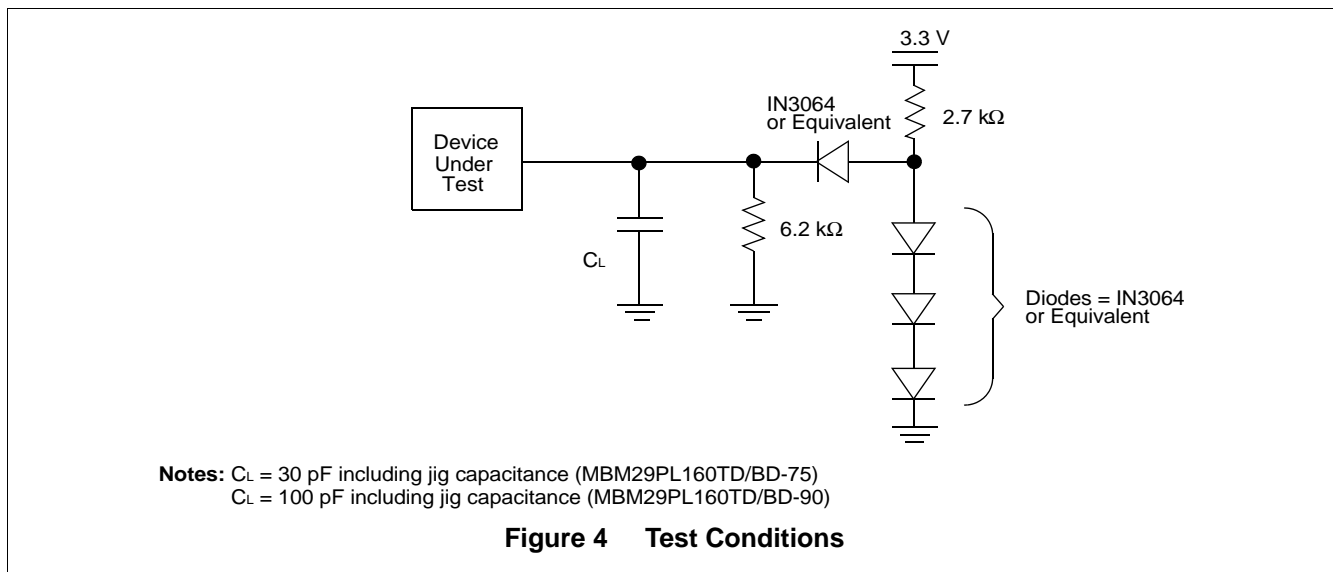 3.3 V
IN3064
or Equivalent
2.7 kΩ
Device
Under
Test
6.2 kΩ
CL
Diodes = IN3064
or Equivalent
Notes: CL = 30 pF including jig capacitance (MBM29PL160TD/BD-75)
CL = 100 pF including jig capacitance (MBM29PL160TD/BD-90)
Figure 4 Test Conditions